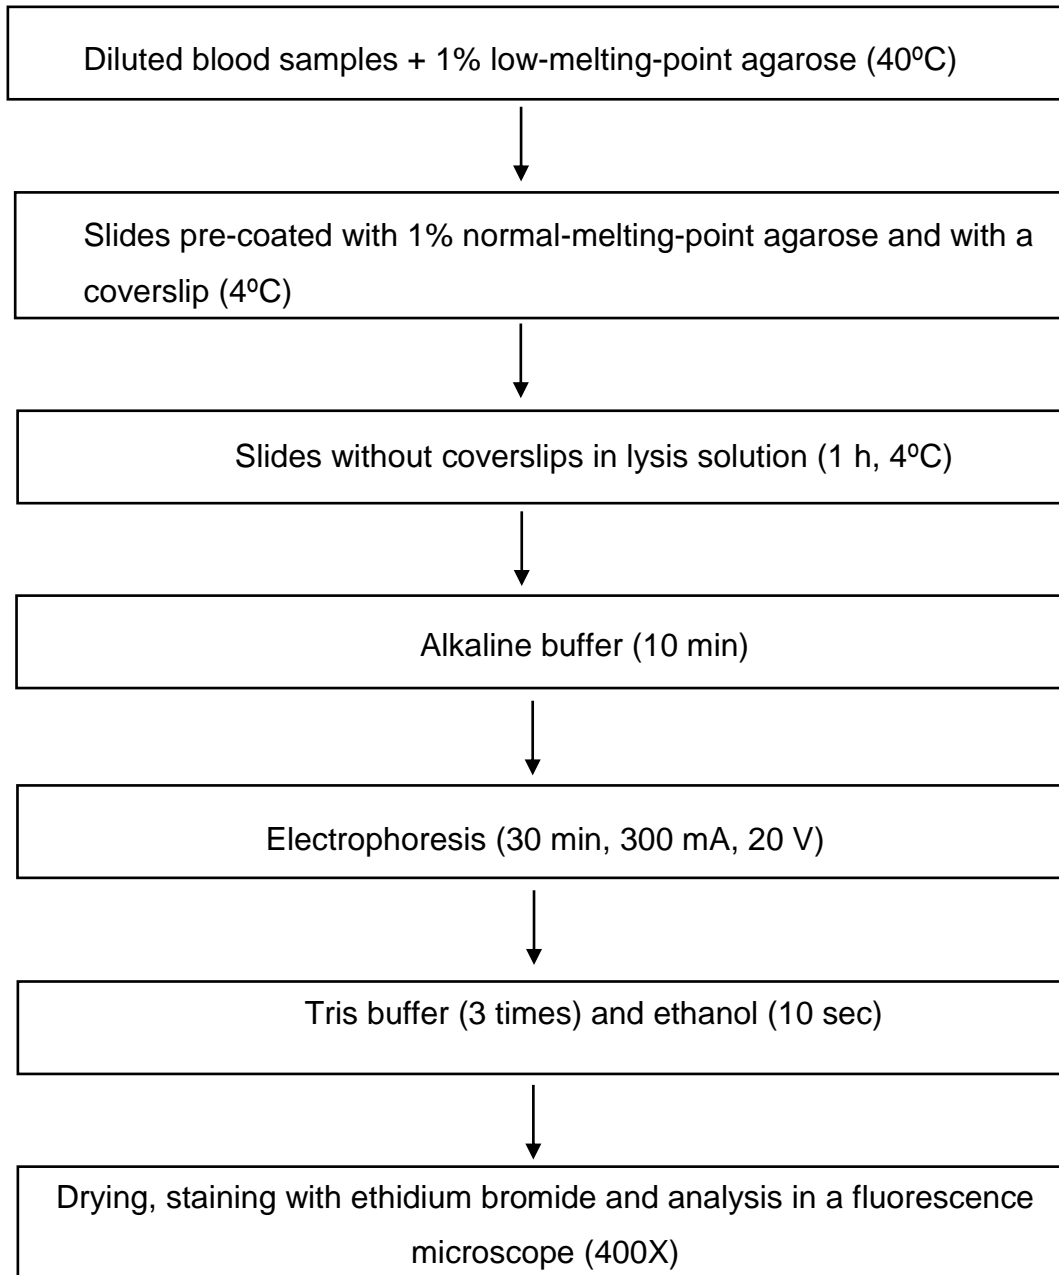 Diluted blood samples + 1% low-melting-point agarose (40ºC)
Slides pre-coated with 1% normal-melting-point agarose and with a
coverslip (4ºC)
Slides without coverslips in lysis solution (1 h, 4ºC)
Alkaline buffer (10 min)
Electrophoresis (30 min, 300 mA, 20 V)
Tris buffer (3 times) and ethanol (10 sec)
Drying, staining with ethidium bromide and analysis in a fluorescence
microscope (400X)